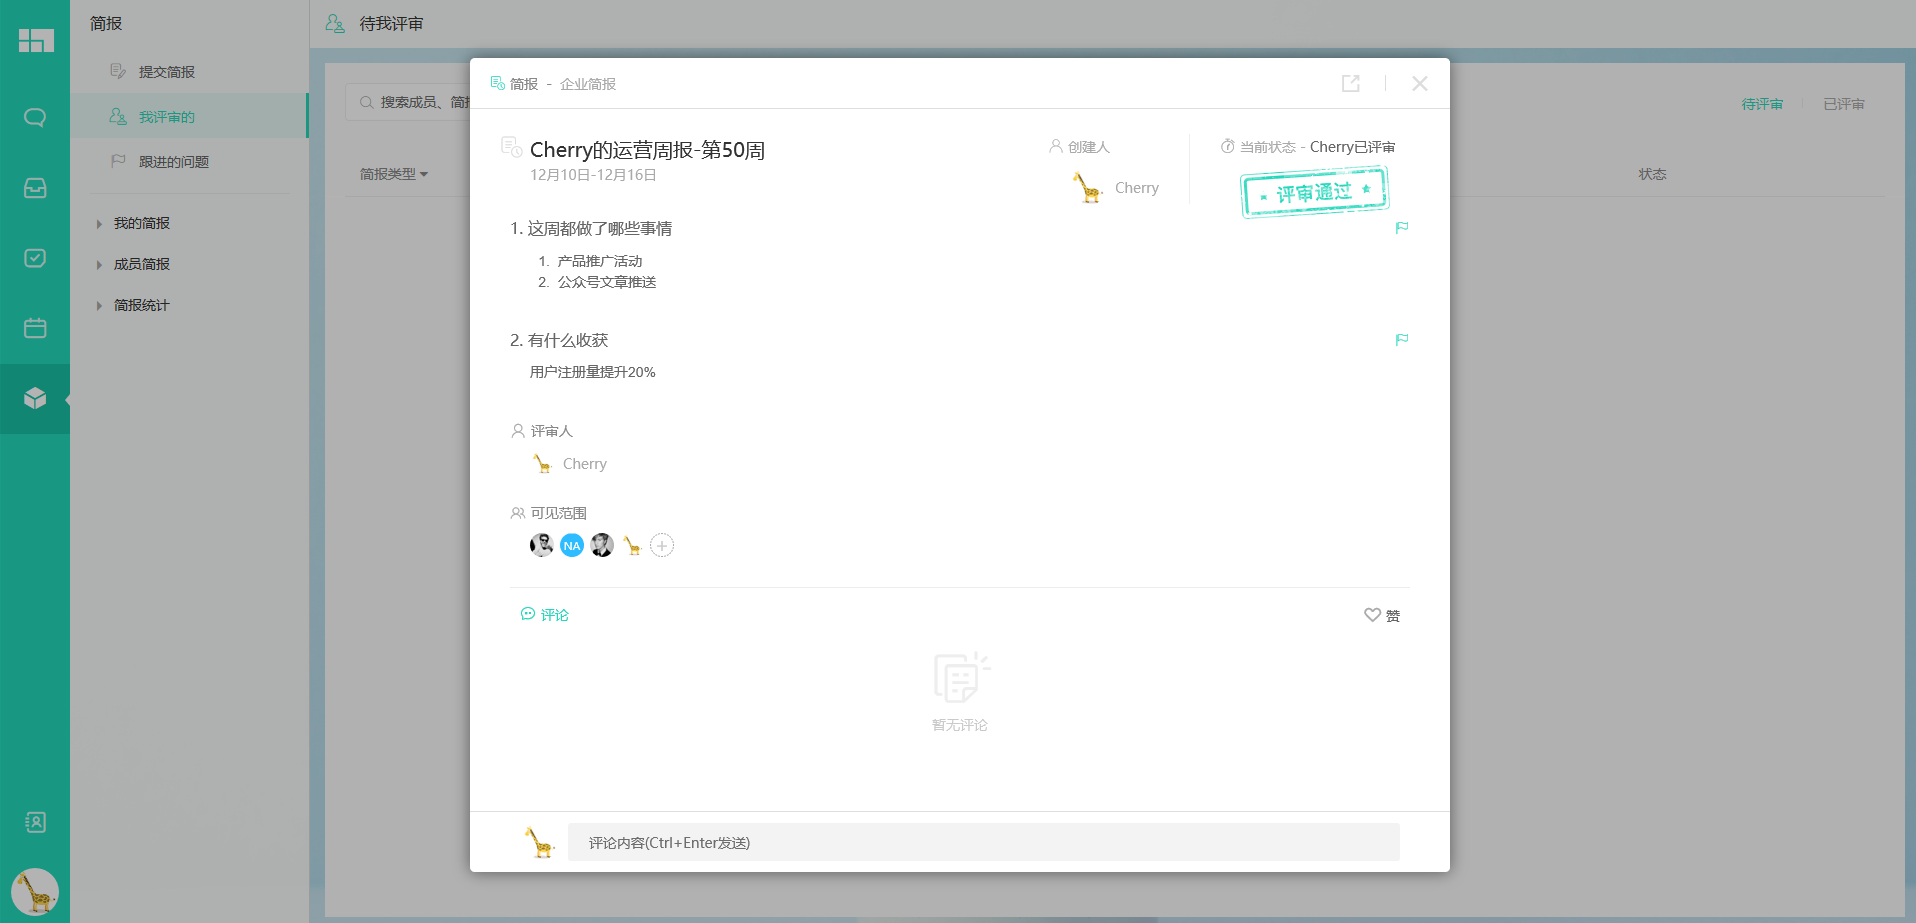 简报
提交简报
我评审的
跟进的问题
我的简报
成员简报
简报统计
待我评审
搜索成员、简报
待评审
已评审
简报类型
状态
简报 - 企业简报
Cherry的运营周报-第50周
12月10日-12月16日
创建人
Cherry
当前状态 - Cherry已评审
评审通过
1. 这周都做了哪些事情
1. 产品推广活动
2. 公众号文章推送
2. 有什么收获
用户注册量提升20%
评审人
Cherry
可见范围
NA
评论
赞
暂无评论
评论内容(Ctrl+Enter发送)